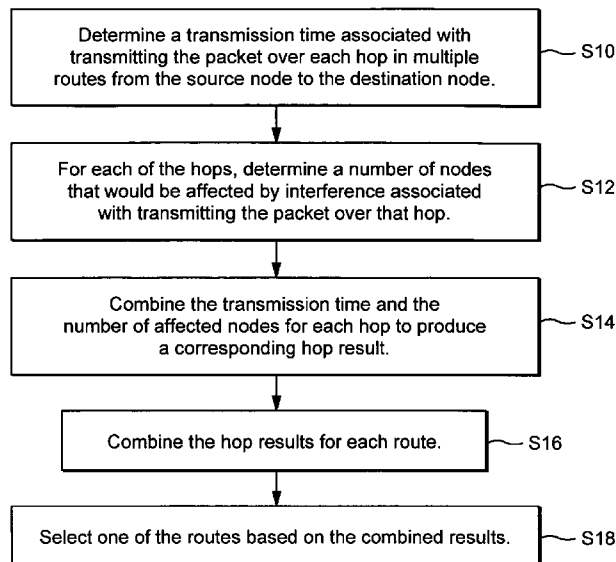 Determine a transmission time associated with
transmitting the packet over each hop in multiple
routes from the source node to the destination node.
S10
For each of the hops, determine a number of nodes
that would be affected by interference associated
with transmitting the packet over that hop.
S12
Combine the transmission time and the
number of affected nodes for each hop to produce
a corresponding hop result.
S14
Combine the hop results for each route.
S16
Select one of the routes based on the combined results.
S18